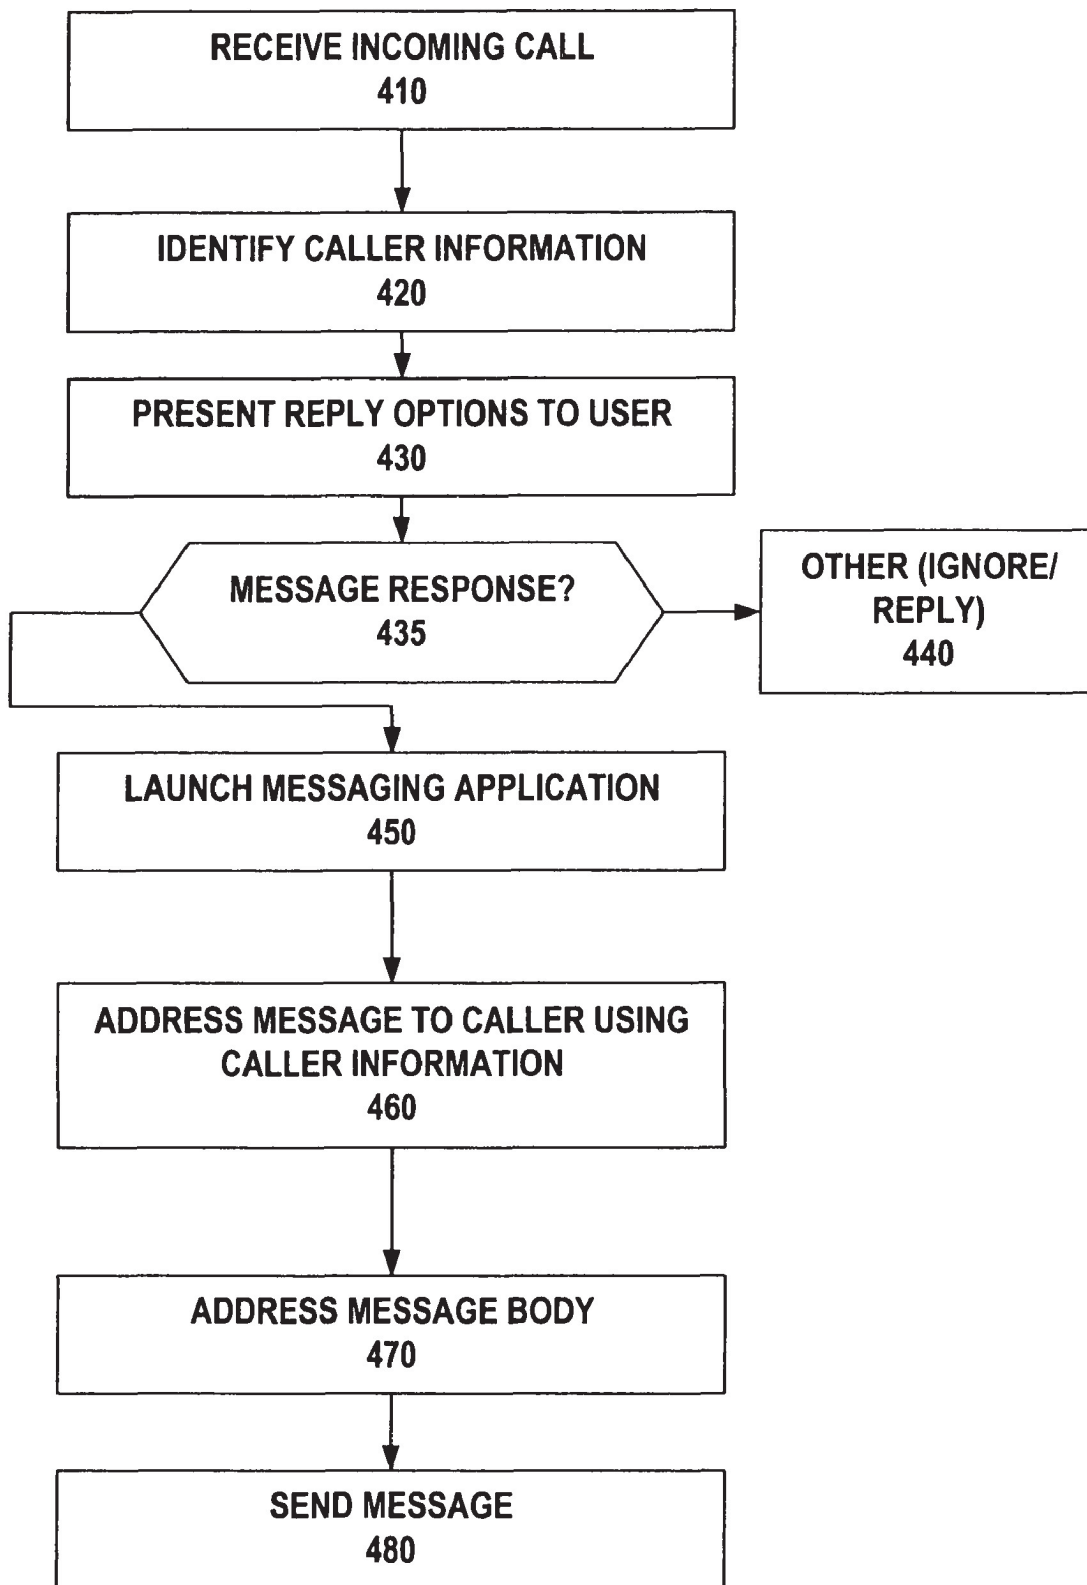 RECEIVE INCOMING CALL
410
IDENTIFY CALLER INFORMATION
420
PRESENT REPLY OPTIONS TO USER
430
MESSAGE RESPONSE?
435
OTHER (IGNORE/
REPLY)
440
LAUNCH MESSAGING APPLICATION
450
ADDRESS MESSAGE TO CALLER USING
CALLER INFORMATION
460
ADDRESS MESSAGE BODY
470
SEND MESSAGE
480